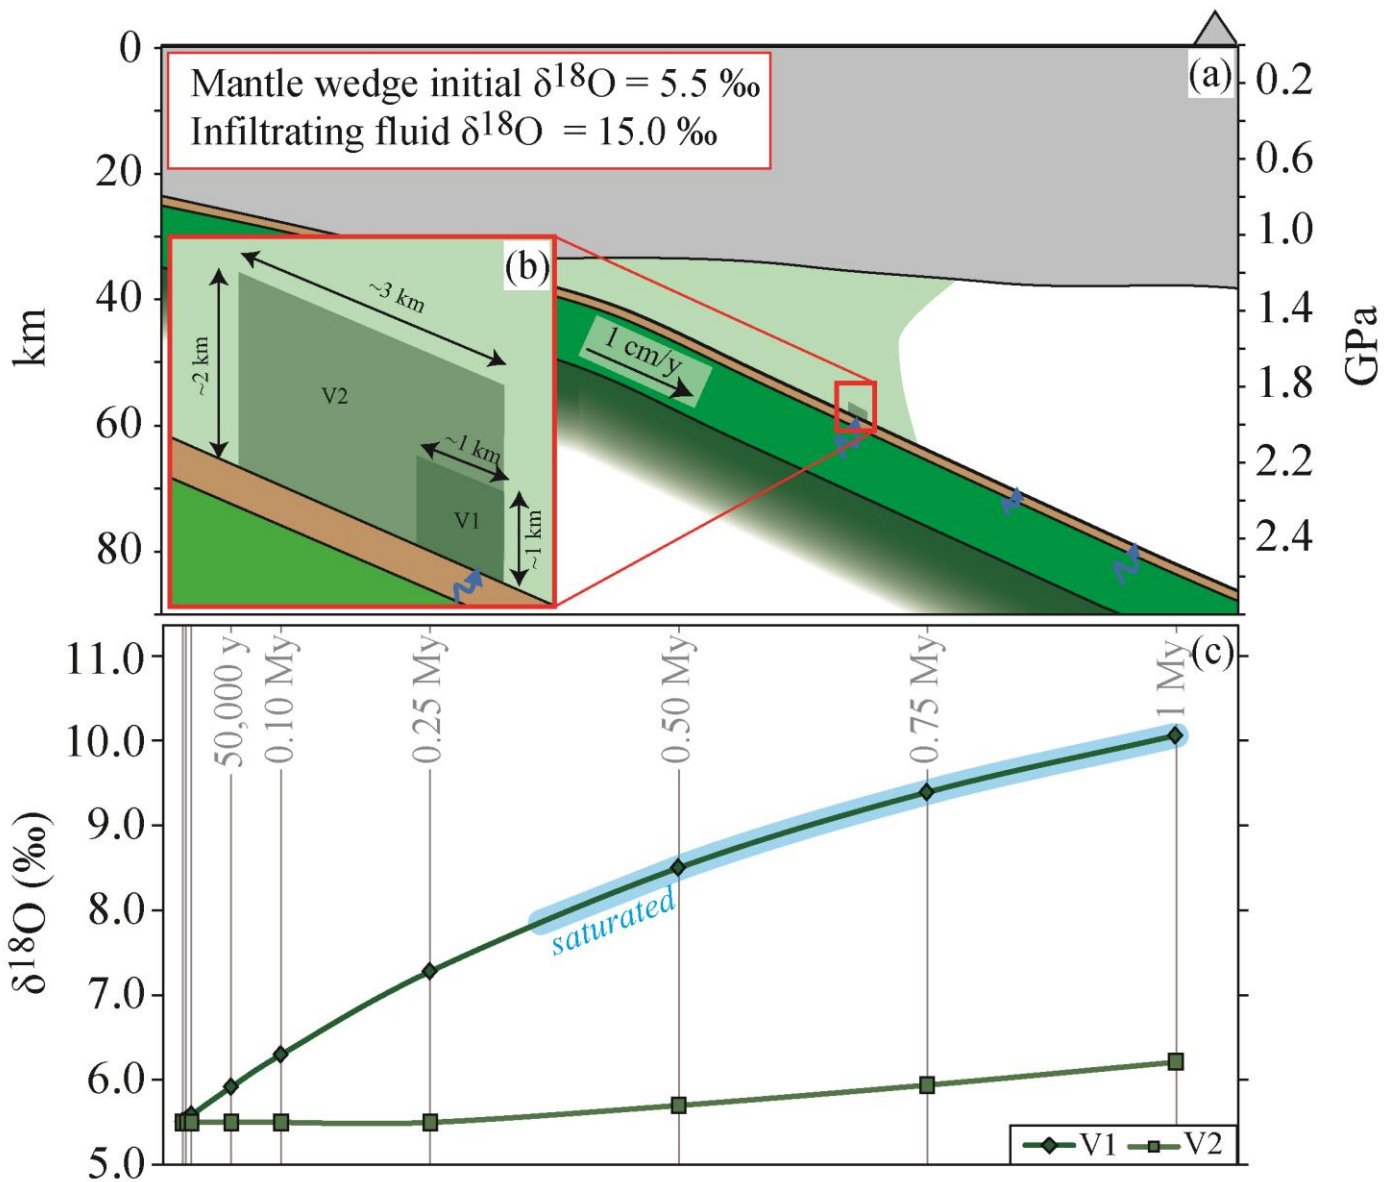 (a)
Mantle wedge initial δ18O = 5.5 ‰
Infiltrating fluid δ18O = 15.0 ‰
0
20
40
60
80
km
0.2
0.6
1.0
1.4
1.8
2.2
2.4
GPa
1 cm/y
(b)
~3 km
~2 km
V2
~1 km
V1
~1 km
(c)
50,000 y
0.10 My
0.25 My
0.50 My
0.75 My
1 My
11.0
10.0
9.0
8.0
7.0
6.0
5.0
δ18O (‰)
saturated
V1 V2